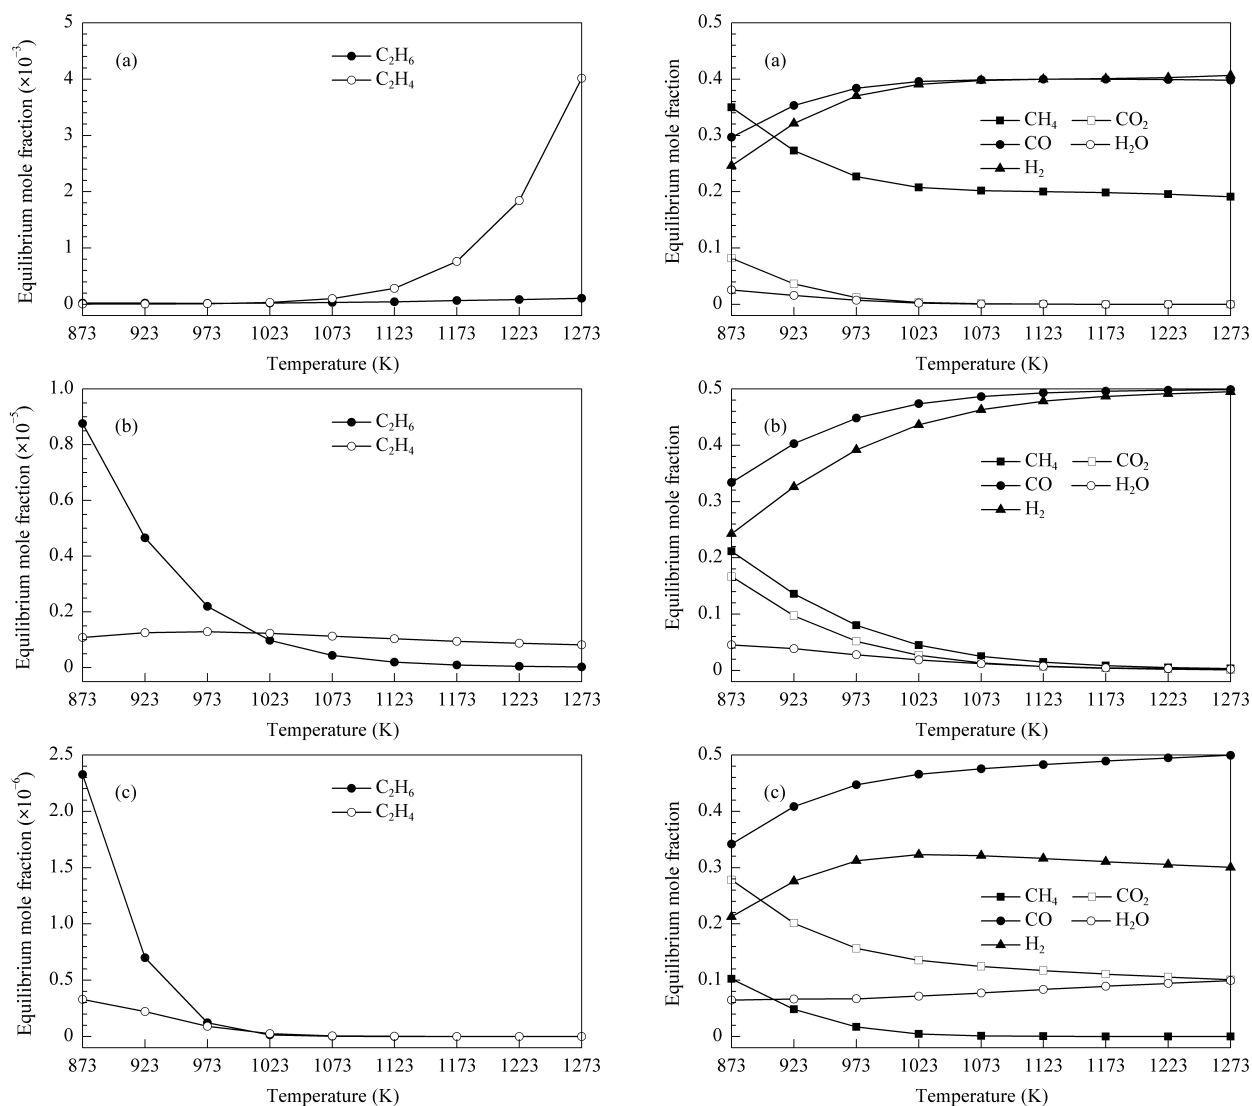 Equilibrium mole fraction (×10⁻³)
5
4
3
2
1
0
(a)
C₂H₆
C₂H₄
873 923 973 1023 1073 1123 1173 1223 1273
Temperature (K)
Equilibrium mole fraction
0.5
0.4
0.3
0.2
0.1
0
(a)
CH₄ CO₂
CO H₂O
H₂
873 923 973 1023 1073 1123 1173 1223 1273
Temperature (K)
Equilibrium mole fraction (×10⁻⁵)
1.0
0.8
0.6
0.4
0.2
0
(b)
C₂H₆
C₂H₄
873 923 973 1023 1073 1123 1173 1223 1273
Temperature (K)
Equilibrium mole fraction
0.5
0.4
0.3
0.2
0.1
0
(b)
CH₄ CO₂
CO H₂O
H₂
873 923 973 1023 1073 1123 1173 1223 1273
Temperature (K)
Equilibrium mole fraction (×10⁻⁶)
2.5
2.0
1.5
1.0
0.5
0
(c)
C₂H₆
C₂H₄
873 923 973 1023 1073 1123 1173 1223 1273
Temperature (K)
Equilibrium mole fraction
0.5
0.4
0.3
0.2
0.1
0
(c)
CH₄ CO₂
CO H₂O
H₂
873 923 973 1023 1073 1123 1173 1223 1273
Temperature (K)